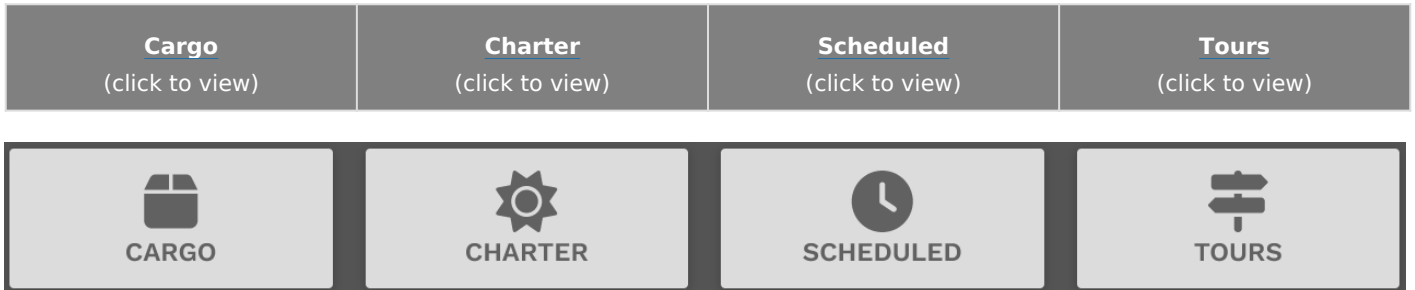 Cargo Charter Scheduled Tours
(click to view) (click to view) (click to view) (click to view)
CARGO CHARTER SCHEDULED TOURS